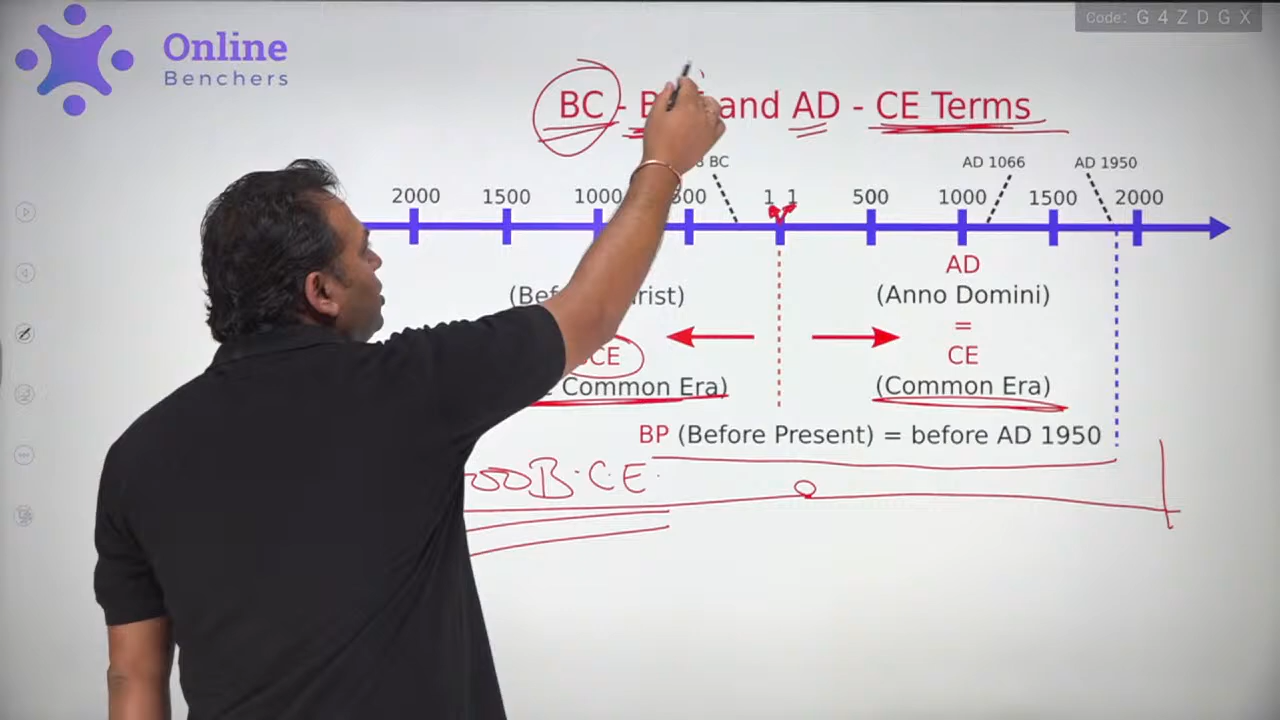 Code: G 4 Z D G X
Online
Benchers
BC - and AD - CE Terms
BC AD 1066 AD 1950
2000 1500 1000 1 1 500 1000 1500 2000
AD
(Anno Domini)
=
CE
(Common Era)
Common Era)
BP (Before Present) = before AD 1950
B.C.E.